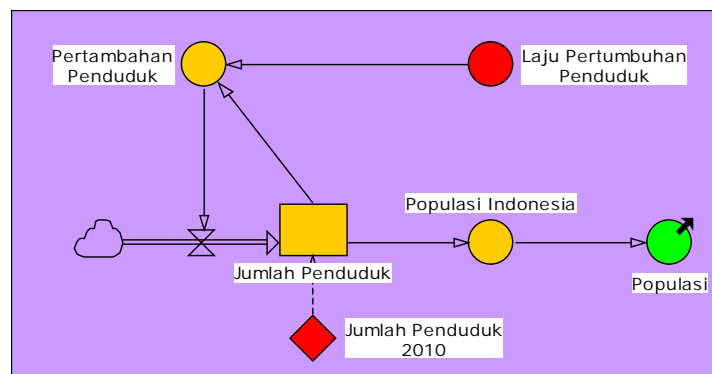 Pertambahan
Penduduk
Laju Pertumbuhan
Penduduk
Populasi Indonesia
Jumlah Penduduk
Populasi
Jumlah Penduduk
2010